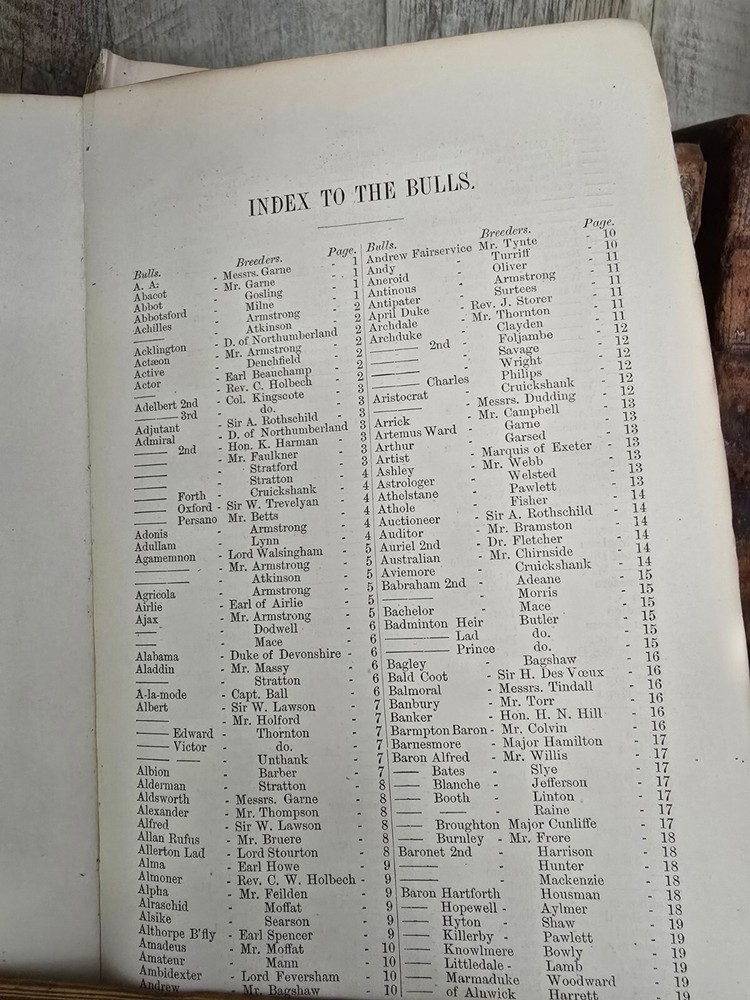 INDEX TO THE BULLS.
Bulls. Breeders. Page.
A. A: - Messrs. Garne - 1
Abacot - Mr. Garne - 1
Abbot - Gosling - 1
Abbotsford - Milne - 1
Achilles - Armstrong - 2
—— Atkinson - 2
Acklington - D. of Northumberland 2
Actæon - Mr. Armstrong - 2
Active - Denchfield - 2
Actor - Earl Beauchamp - 2
—— - Rev. C. Holbech - 2
Adelbert 2nd - Col. Kingscote - 3
—— 3rd - do. - 3
Adjutant - Sir A. Rothschild - 3
Admiral - D. of Northumberland 3
—— 2nd - Hon. K. Harman - 3
—— - Mr. Faulkner - 3
—— Stratford - 3
—— Stratton - 4
—— Forth - Cruickshank - 4
—— Oxford - Sir W. Trevelyan - 4
—— Persano Mr. Betts - 4
Adonis - Armstrong - 4
Adullam - Lynn - 4
Agamemnon - Lord Walsingham - 5
—— - Mr. Armstrong - 5
—— Atkinson - 5
Agricola - Armstrong - 5
Airlie - Earl of Airlie - 5
Ajax - Mr. Armstrong - 5
—— - Dodwell - 6
—— - Mace - 6
Alabama - Duke of Devonshire - 6
Aladdin - Mr. Massy - 6
—— - Stratton - 6
A-la-mode - Capt. Ball - 6
Albert - Sir W. Lawson - 7
—— - Mr. Holford - 7
—— Edward - Thornton - 7
—— Victor - do. - 7
—— —— - Unthank - 7
Albion - Barber - 7
Alderman - Stratton - 8
Aldsworth - Messrs. Garne - 8
Alexander - Mr. Thompson - 8
Alfred - Sir W. Lawson - 8
Allan Rufus - Mr. Bruere - 8
Allerton Lad - Lord Stourton - 8
Alma - Earl Howe - 9
Almoner - Rev. C. W. Holbech - 9
Alpha - Mr. Feilden - 9
Alraschid - Moffat - 9
Alsike - Searson - 9
Althorpe B'fly - Earl Spencer - 9
Amadeus - Mr. Moffat - 10
Amateur - Mann - 10
Ambidexter - Lord Feversham - 10
Andrew - Mr. Bagshaw - 10
Bulls. Breeders. Page.
Andrew Fairservice Mr. Tynte - 10
Andy - Turriff - 10
Aneroid - Oliver - 11
Antinous - Armstrong - 11
Antipater - Surtees - 11
April Duke - Rev. J. Storer - 11
Archdale - Mr. Thornton - 11
Archduke - Clayden - 11
—— 2nd - Foljambe - 12
—— - Savage - 12
—— - Wright - 12
—— Charles Philips - 12
Aristocrat - Cruickshank - 12
—— - Messrs. Dudding - 12
Arrick - Mr. Campbell - 13
Artemus Ward - Garne - 13
Arthur - Garsed - 13
Artist - Marquis of Exeter - 13
Ashley - Mr. Webb - 13
Astrologer - Welsted - 13
Athelstane - Pawlett - 13
Athole - Fisher - 14
Auctioneer - Sir A. Rothschild - 14
Auditor - Mr. Bramston - 14
Auriel 2nd - Dr. Fletcher - 14
Australian - Mr. Chirnside - 14
Aviemore - Cruickshank - 14
Babraham 2nd - Adeane - 15
—— - Morris - 15
Bachelor - Mace - 15
Badminton Heir Butler - 15
—— Lad do. - 15
—— Prince do. - 15
Bagley - Bagshaw - 16
Bald Coot - Sir H. Des Vœux - 16
Balmoral - Messrs. Tindall - 16
Banbury - Mr. Torr - 16
Banker - Hon. H. N. Hill - 16
Barmpton Baron - Mr. Colvin - 16
Barnesmore - Major Hamilton - 17
Baron Alfred - Mr. Willis - 17
—— Bates - Slye - 17
—— Blanche - Jefferson - 17
—— Booth - Linton - 17
—— —— - Raine - 17
—— Broughton Major Cunliffe - 17
—— Burnley - Mr. Frere - 18
Baronet 2nd - Harrison - 18
—— - Hunter - 18
—— - Mackenzie - 18
Baron Hartforth Housman - 18
—— Hopewell - Aylmer - 18
—— Hyton - Shaw - 19
—— Killerby - Pawlett - 19
—— Knowlmere Bowly - 19
—— Littledale - Lamb - 19
—— Marmaduke Woodward - 19
—— of Alnwick Harrett - 19